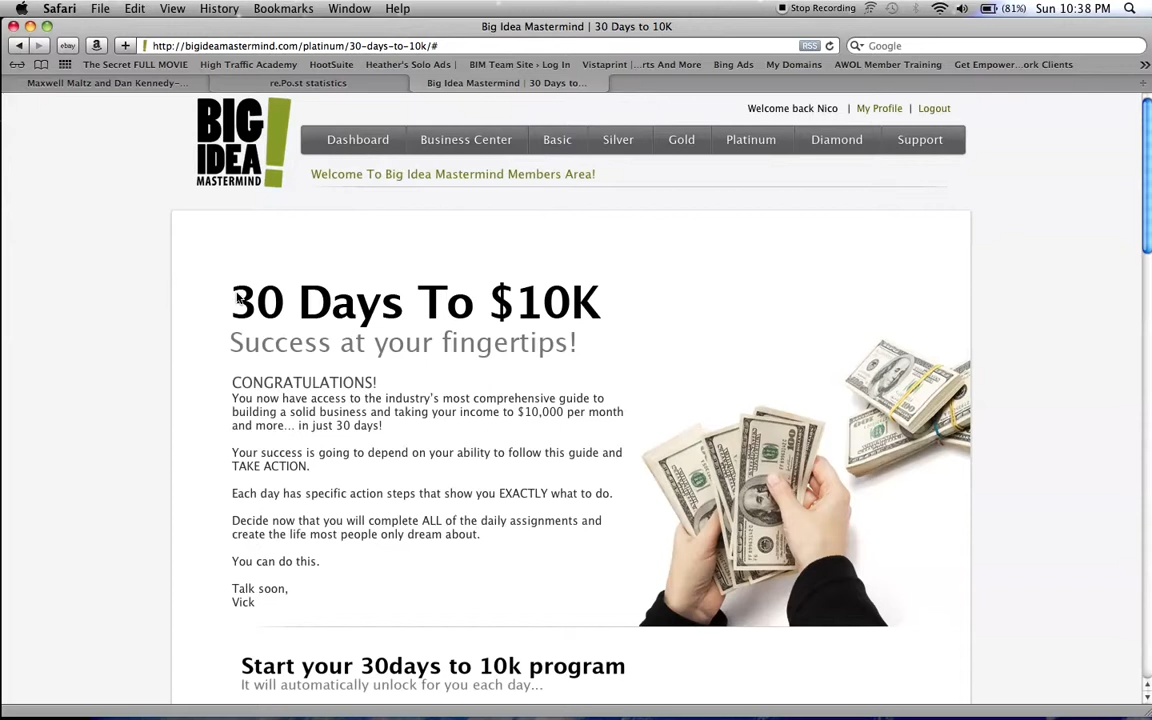 Safari File Edit View History Bookmarks Window Help Stop Recording (81%) Sun 10:38 PM
Big Idea Mastermind | 30 Days to 10K
ebay a http://bigideamastermind.com/platinum/30-days-to-10k/# RSS Google
The Secret FULL MOVIE High Traffic Academy HootSuite Heather's Solo Ads BIM Team Site › Log In Vistaprint |...rts And More Bing Ads My Domains AWOL Member Training Get Empower...ork Clients
Maxwell Maltz and Dan Kennedy-... re.Po.st statistics Big Idea Mastermind | 30 Days to...
Welcome back Nico | My Profile | Logout
BIG
IDEA
MASTERMIND
Dashboard Business Center Basic Silver Gold Platinum Diamond Support
Welcome To Big Idea Mastermind Members Area!
30 Days To $10K
Success at your fingertips!
CONGRATULATIONS!
You now have access to the industry's most comprehensive guide to
building a solid business and taking your income to $10,000 per month
and more... in just 30 days!
Your success is going to depend on your ability to follow this guide and
TAKE ACTION.
Each day has specific action steps that show you EXACTLY what to do.
Decide now that you will complete ALL of the daily assignments and
create the life most people only dream about.
You can do this.
Talk soon,
Vick
Start your 30days to 10k program
It will automatically unlock for you each day...